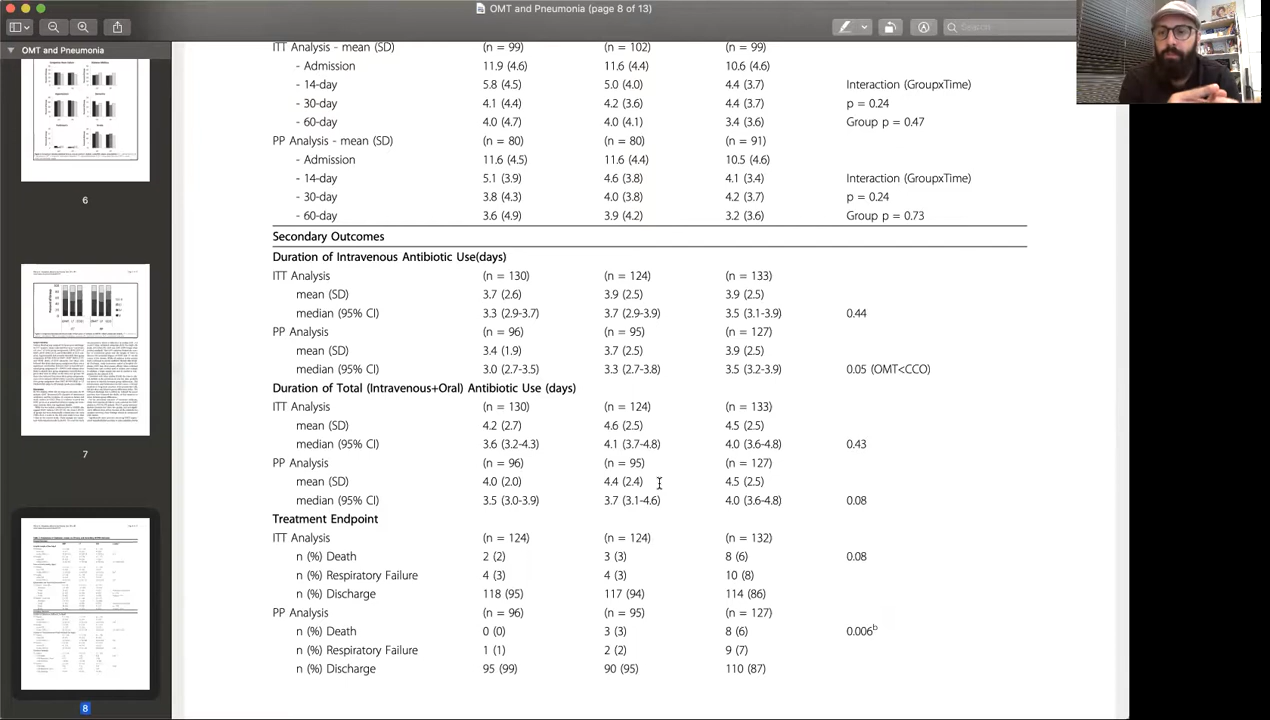 OMT and Pneumonia (page 8 of 13)
Search
OMT and Pneumonia
6
7
8
ITT Analysis - mean (SD) (n = 99) (n = 102) (n = 99)
- Admission 11.9 (4.6) 11.6 (4.4) 10.6 (4.6)
- 14-day 5.8 (4.5) 5.0 (4.0) 4.4 (3.7) Interaction (GroupxTime)
- 30-day 4.1 (4.4) 4.2 (3.6) 4.4 (3.7) p = 0.24
- 60-day 4.0 (4.7) 4.0 (4.1) 3.4 (3.6) Group p = 0.47
PP Analysis - mean (SD) (n = 80) (n = 80) (n = 91)
- Admission 11.6 (4.5) 11.6 (4.4) 10.5 (4.6)
- 14-day 5.1 (3.9) 4.6 (3.8) 4.1 (3.4) Interaction (GroupxTime)
- 30-day 3.8 (4.3) 4.0 (3.8) 4.2 (3.7) p = 0.24
- 60-day 3.6 (4.9) 3.9 (4.2) 3.2 (3.6) Group p = 0.73
Secondary Outcomes
Duration of Intravenous Antibiotic Use(days)
ITT Analysis (n = 130) (n = 124) (n = 133)
mean (SD) 3.7 (2.6) 3.9 (2.5) 3.9 (2.5)
median (95% CI) 3.3 (2.9-3.7) 3.7 (2.9-3.9) 3.5 (3.1-3.9) 0.44
PP Analysis (n = 96) (n = 95) (n = 127)
mean (SD) 3.7 (2.5) 3.9 (2.5)
median (95% CI) 3.3 (2.7-3.8) 3.5 (3.2-3.9) 0.05 (OMT<CCO)
Duration of Total (Intravenous+Oral) Antibiotic Use (days)
ITT Analysis (n = 130) (n = 124) (n = 133)
mean (SD) 4.2 (2.7) 4.6 (2.5) 4.5 (2.5)
median (95% CI) 3.6 (3.2-4.3) 4.1 (3.7-4.8) 4.0 (3.6-4.8) 0.43
PP Analysis (n = 96) (n = 95) (n = 127)
mean (SD) 4.0 (2.0) 4.4 (2.4) 4.5 (2.5)
median (95% CI) 3.5 (3.0-3.9) 3.7 (3.1-4.6) 4.0 (3.6-4.8) 0.08
Treatment Endpoint
ITT Analysis (n = 124) (n = 124) (n = 132)
n (%) Death 2 (2) 3 (3) 0.08
n (%) Respiratory Failure 4 (3) 4 (3)
n (%) Discharge 118 (95) 117 (94) 114 (86)
PP Analysis (n = 96) (n = 95) (n = 127)
n (%) Death 0 (0) 3 (3) 8 (6) 0.006b
n (%) Respiratory Failure 1 (1) 2 (2) 9 (7)
n (%) Discharge 95 (99) 90 (95) 110 (87)